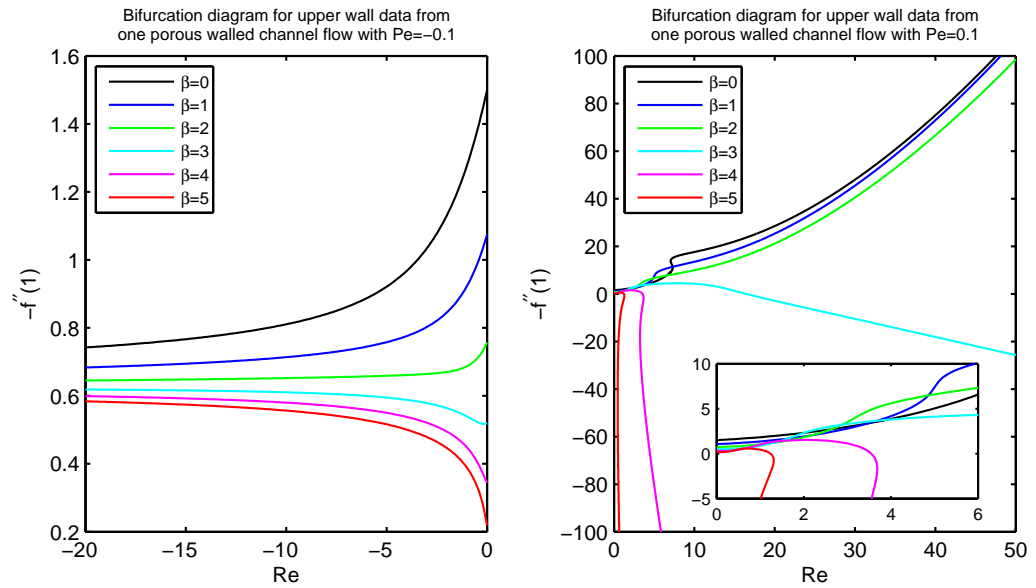 Bifurcation diagram for upper wall data from
one porous walled channel flow with Pe=−0.1
1.6
1.4
1.2
1
0.8
0.6
0.4
0.2
−f″(1)
β=0
β=1
β=2
β=3
β=4
β=5
−20 −15 −10 −5 0
Re
Bifurcation diagram for upper wall data from
one porous walled channel flow with Pe=0.1
100
80
60
40
20
0
−20
−40
−60
−80
−100
−f″(1)
β=0
β=1
β=2
β=3
β=4
β=5
10
5
0
−5
0 2 4 6
0 10 20 30 40 50
Re